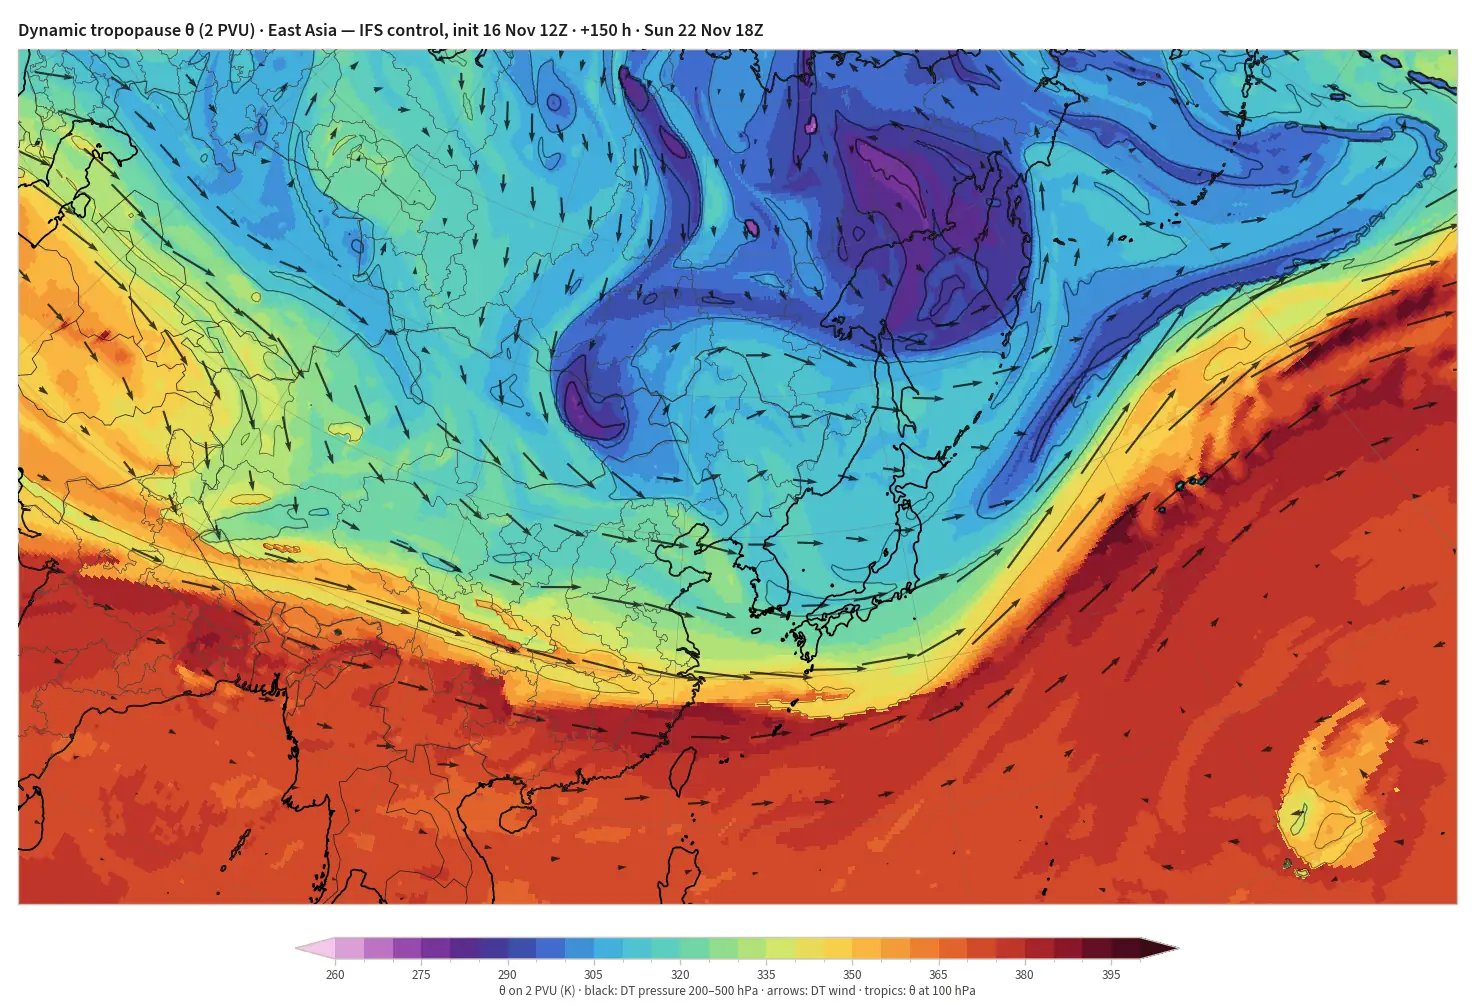 Dynamic tropopause θ (2 PVU) · East Asia — IFS control, init 16 Nov 12Z · +150 h · Sun 22 Nov 18Z
260 275 290 305 320 335 350 365 380 395
θ on 2 PVU (K) · black: DT pressure 200–500 hPa · arrows: DT wind · tropics: θ at 100 hPa